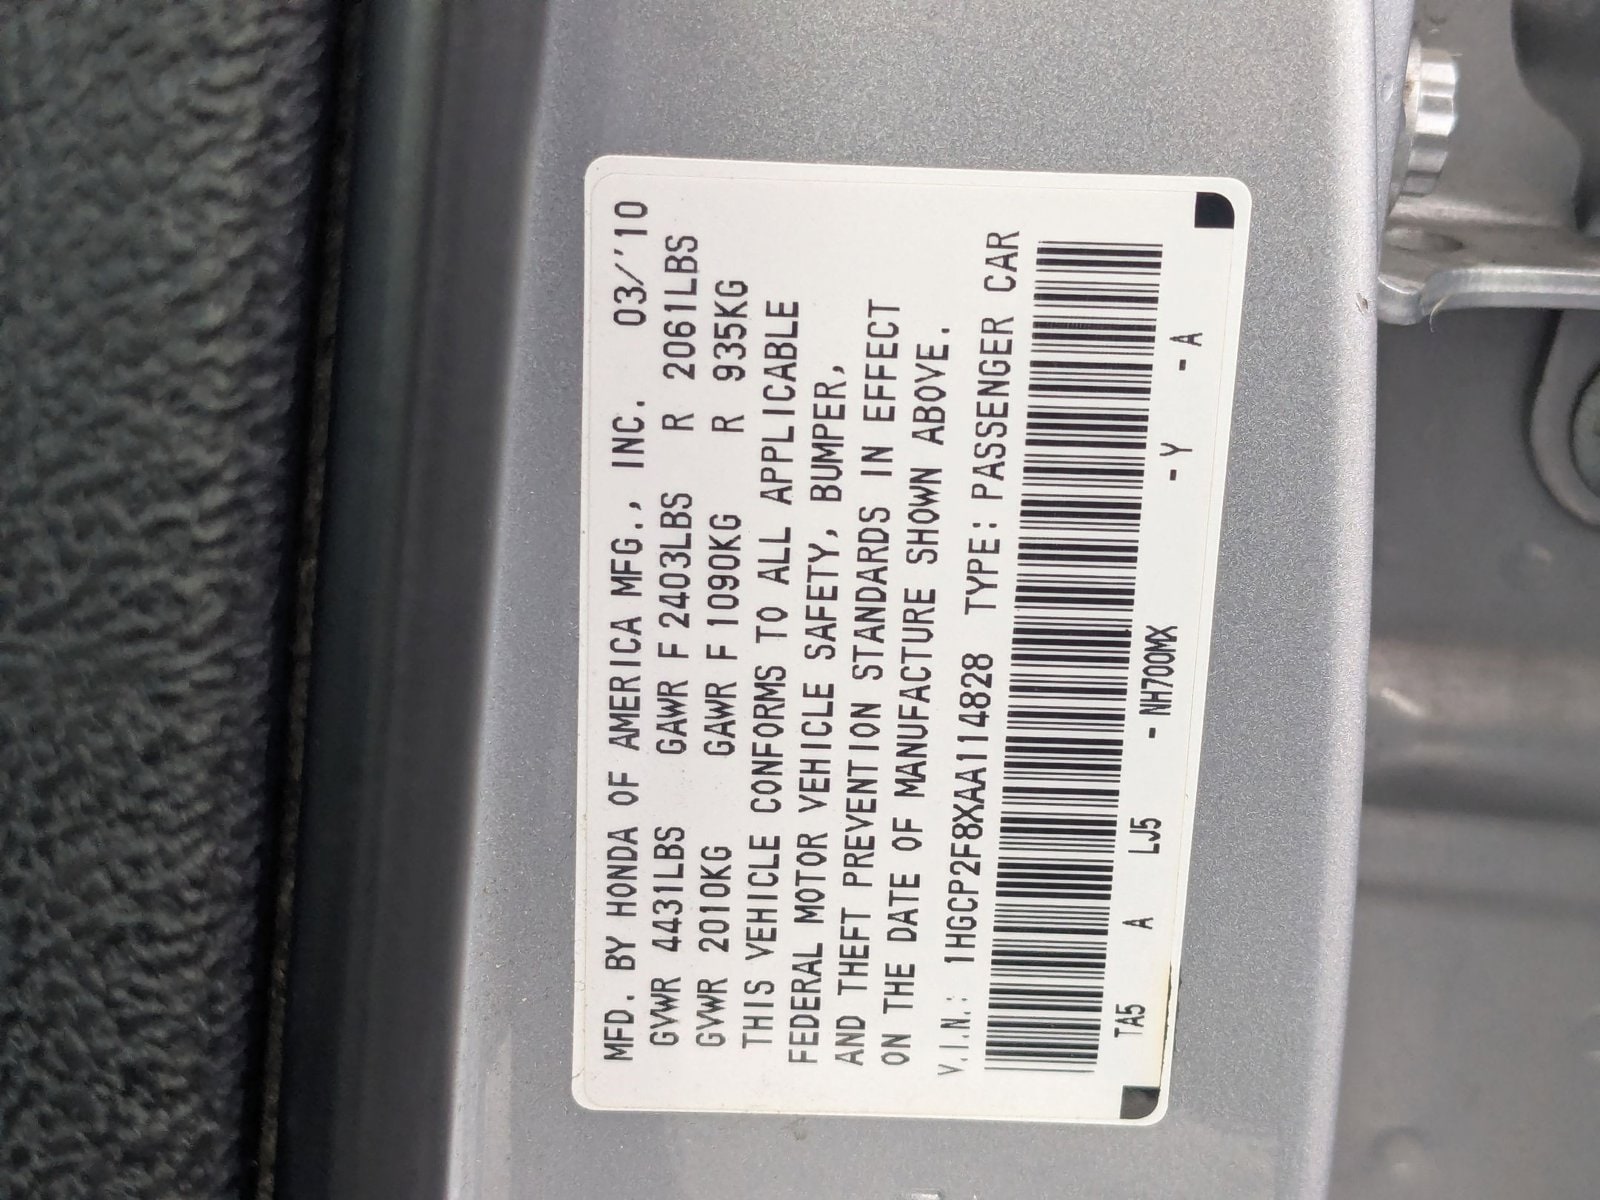 MFD. BY HONDA OF AMERICA MFG., INC. 03/'10
GVWR 4431LBS GAWR F 2403LBS R 2061LBS
GVWR 2010KG GAWR F 1090KG R 935KG
THIS VEHICLE CONFORMS TO ALL APPLICABLE
FEDERAL MOTOR VEHICLE SAFETY, BUMPER,
AND THEFT PREVENTION STANDARDS IN EFFECT
ON THE DATE OF MANUFACTURE SHOWN ABOVE.
V.I.N.: 1HGCP2F8XAA114828 TYPE: PASSENGER CAR
TA5 A LJ5 - NH700MX - Y - A